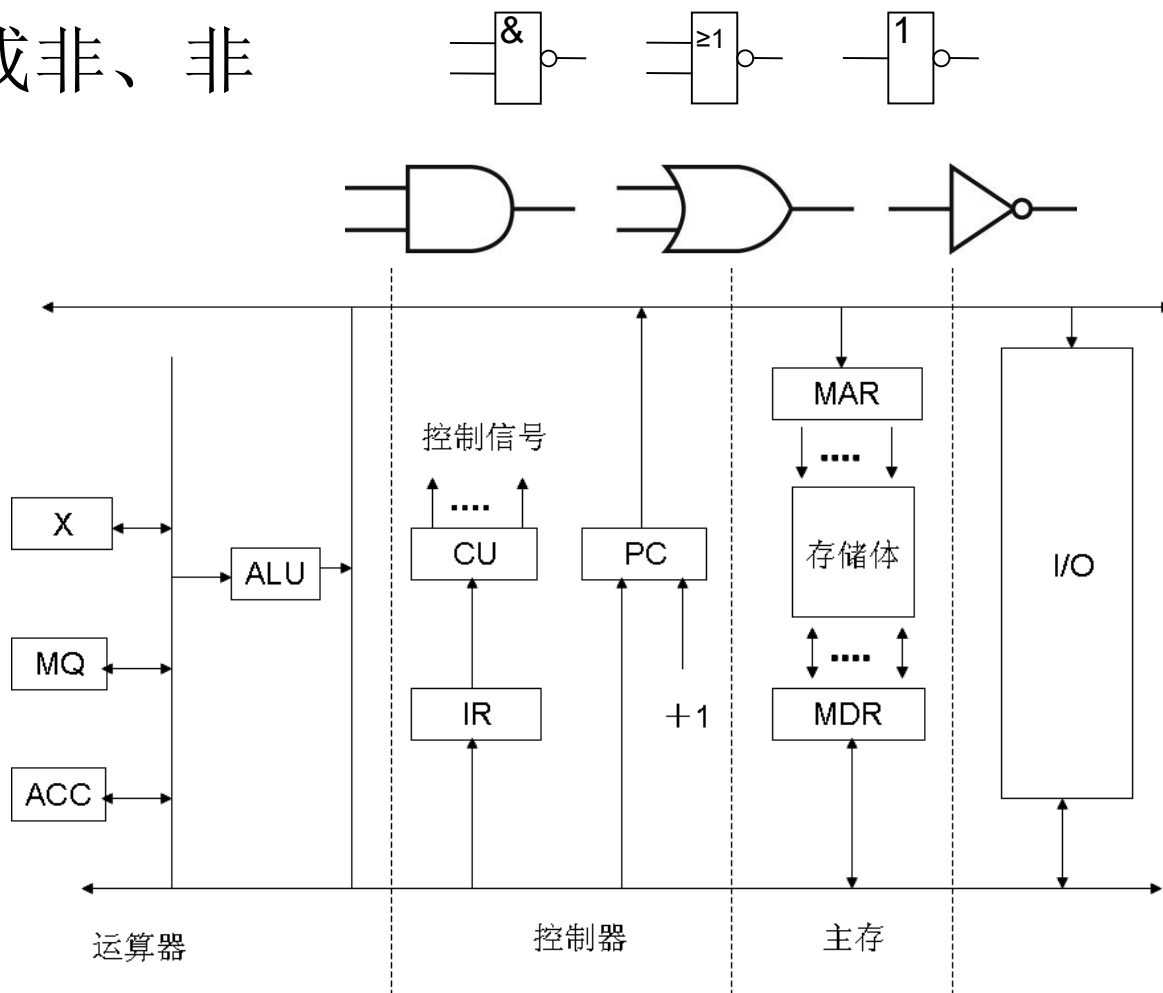 或非、非
& ≥1 1
MAR
控制信号
....
....
X
CU
PC
存储体
I/O
ALU
MQ
....
IR
+1
MDR
ACC
运算器
控制器
主存